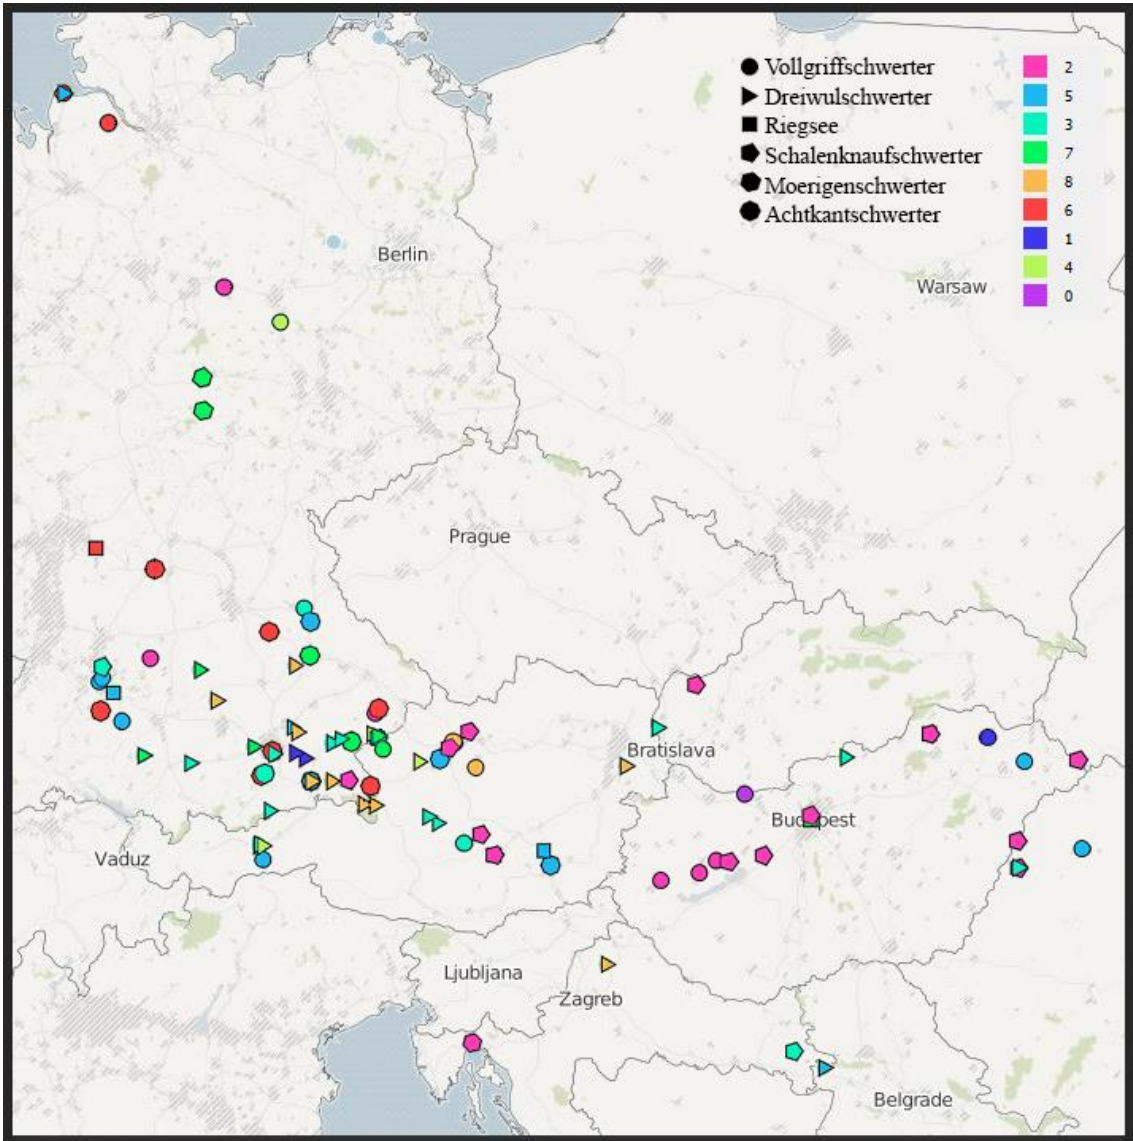 Vollgriffschwerter
Dreiwulschwerter
Riegsee
Schalenknaufschwerter
Moerigenschwerter
Achtkantschwerter
2
5
3
7
8
6
1
4
0
Berlin
Warsaw
Prague
Bratislava
Budapest
Vaduz
Ljubljana
Zagreb
Belgrade